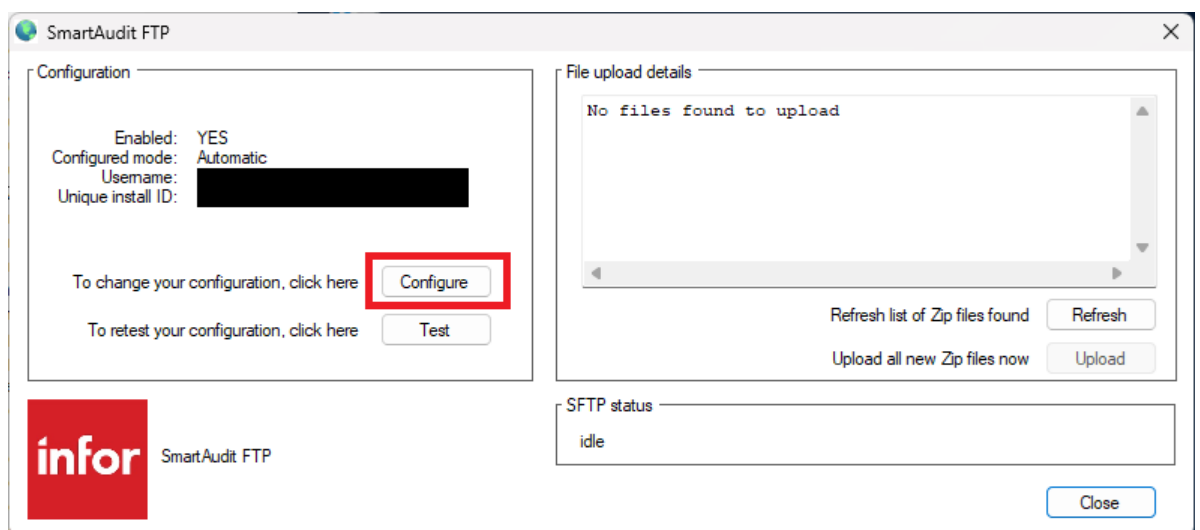 SmartAudit FTP
Configuration
Enabled: YES
Configured mode: Automatic
Username:
Unique install ID:
To change your configuration, click here Configure
To retest your configuration, click here Test
File upload details
No files found to upload
Refresh list of Zip files found Refresh
Upload all new Zip files now Upload
SFTP status
idle
infor SmartAudit FTP
Close